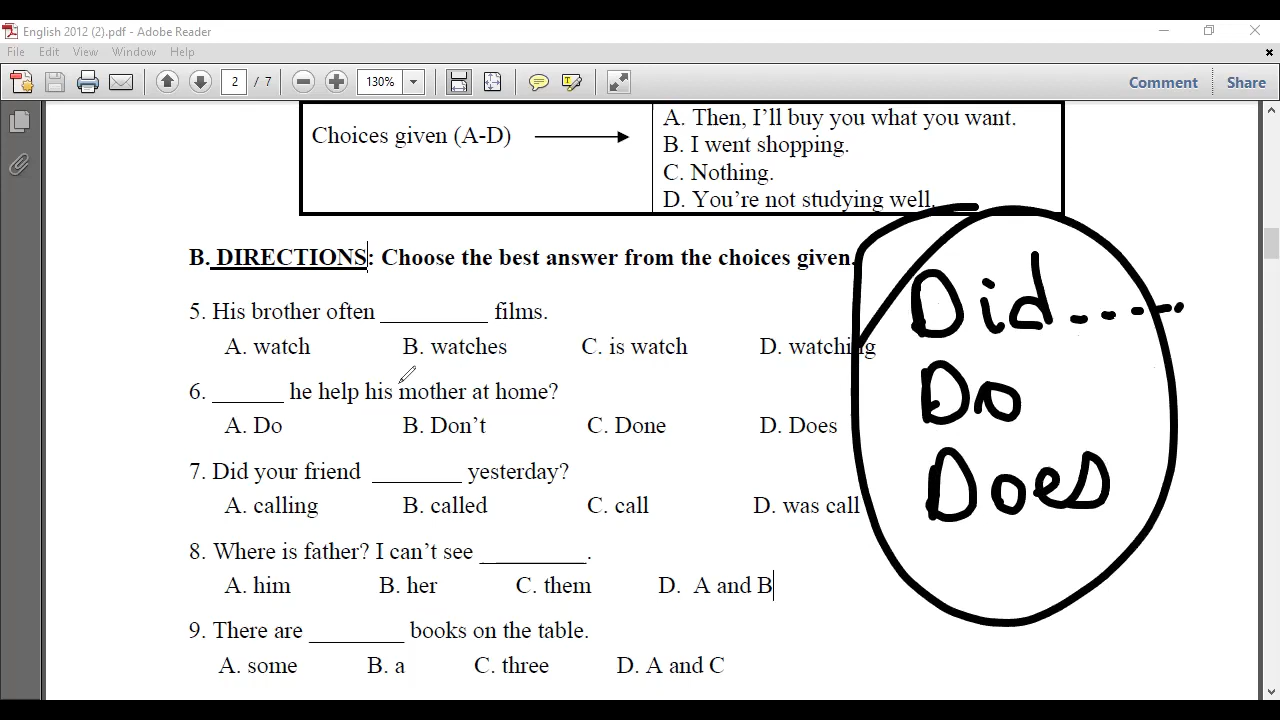 English 2012 (2).pdf - Adobe Reader
File Edit View Window Help
2 / 7 130% Comment Share
Choices given (A-D)
A. Then, I’ll buy you what you want.
B. I went shopping.
C. Nothing.
D. You’re not studying well.
B. DIRECTIONS: Choose the best answer from the choices given.
5. His brother often _________ films.
A. watch B. watches C. is watch D. watching
6. ______ he help his mother at home?
A. Do B. Don’t C. Done D. Does
7. Did your friend ________ yesterday?
A. calling B. called C. call D. was call
8. Where is father? I can’t see _________.
A. him B. her C. them D. A and B
9. There are ________ books on the table.
A. some B. a C. three D. A and C
Did-----
Do
Does